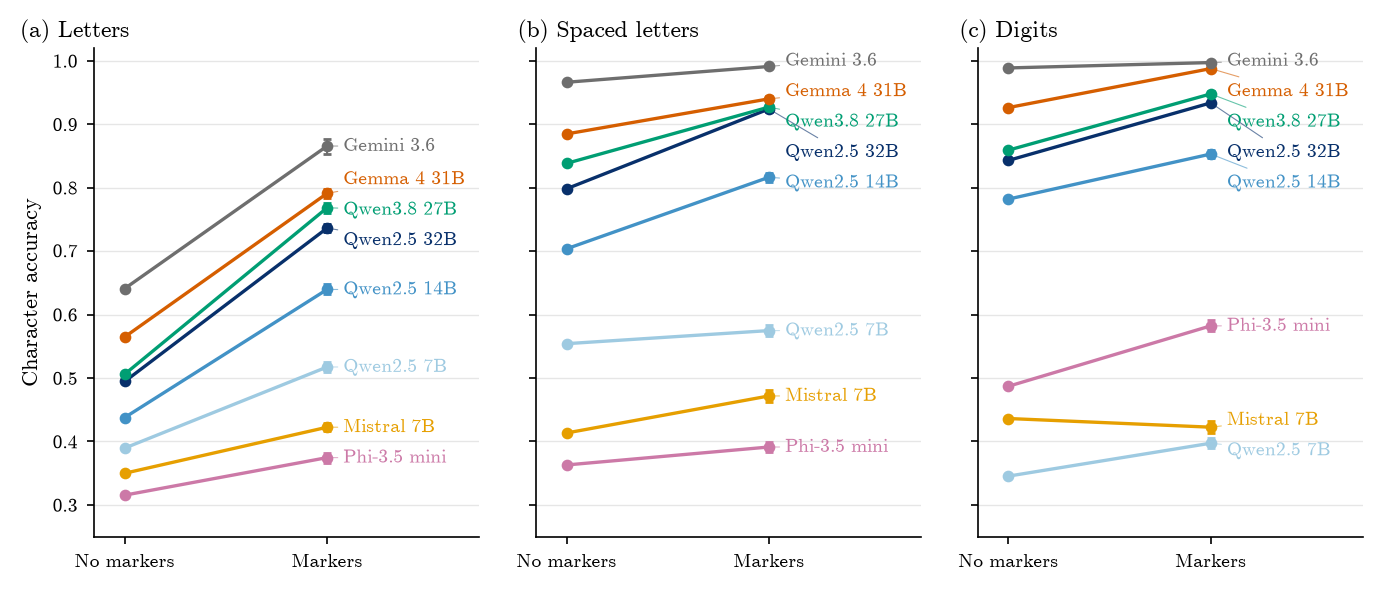 (a) Letters
(b) Spaced letters
(c) Digits
Character accuracy
1.0
0.9
0.8
0.7
0.6
0.5
0.4
0.3
Gemini 3.6
Gemma 4 31B
Qwen3.8 27B
Qwen2.5 32B
Qwen2.5 14B
Qwen2.5 7B
Mistral 7B
Phi-3.5 mini
No markers
Markers
Gemini 3.6
Gemma 4 31B
Qwen3.8 27B
Qwen2.5 32B
Qwen2.5 14B
Qwen2.5 7B
Mistral 7B
Phi-3.5 mini
No markers
Markers
Gemini 3.6
Gemma 4 31B
Qwen3.8 27B
Qwen2.5 32B
Qwen2.5 14B
Phi-3.5 mini
Mistral 7B
Qwen2.5 7B
No markers
Markers